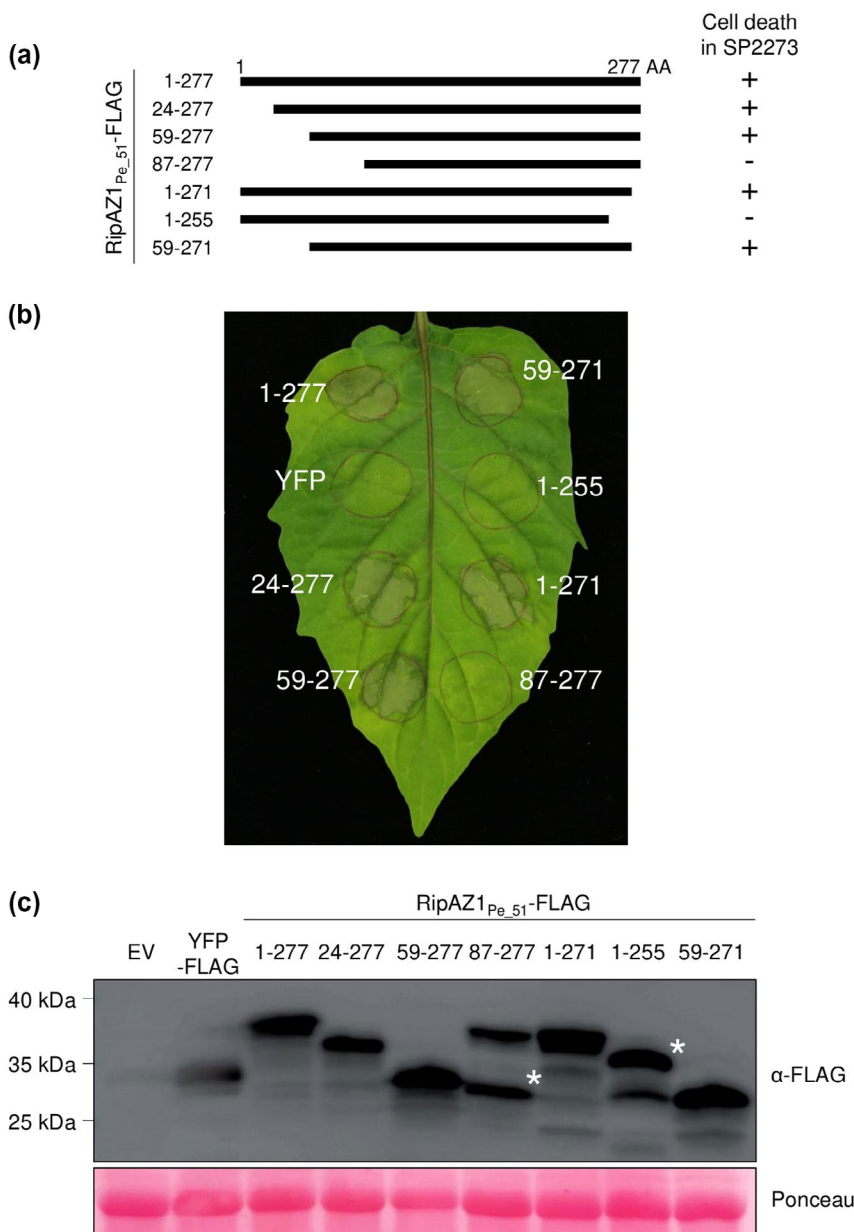 (a)
Cell death
in SP2273
1 277 AA
RipAZ1Pe_51-FLAG
1-277 +
24-277 +
59-277 +
87-277 -
1-271 +
1-255 -
59-271 +
(b)
1-277 59-271
YFP 1-255
24-277 1-271
59-277 87-277
(c)
RipAZ1Pe_51-FLAG
EV YFP
-FLAG
1-277 24-277 59-277 87-277 1-271 1-255 59-271
40 kDa
*
35 kDa
*
α-FLAG
25 kDa
Ponceau